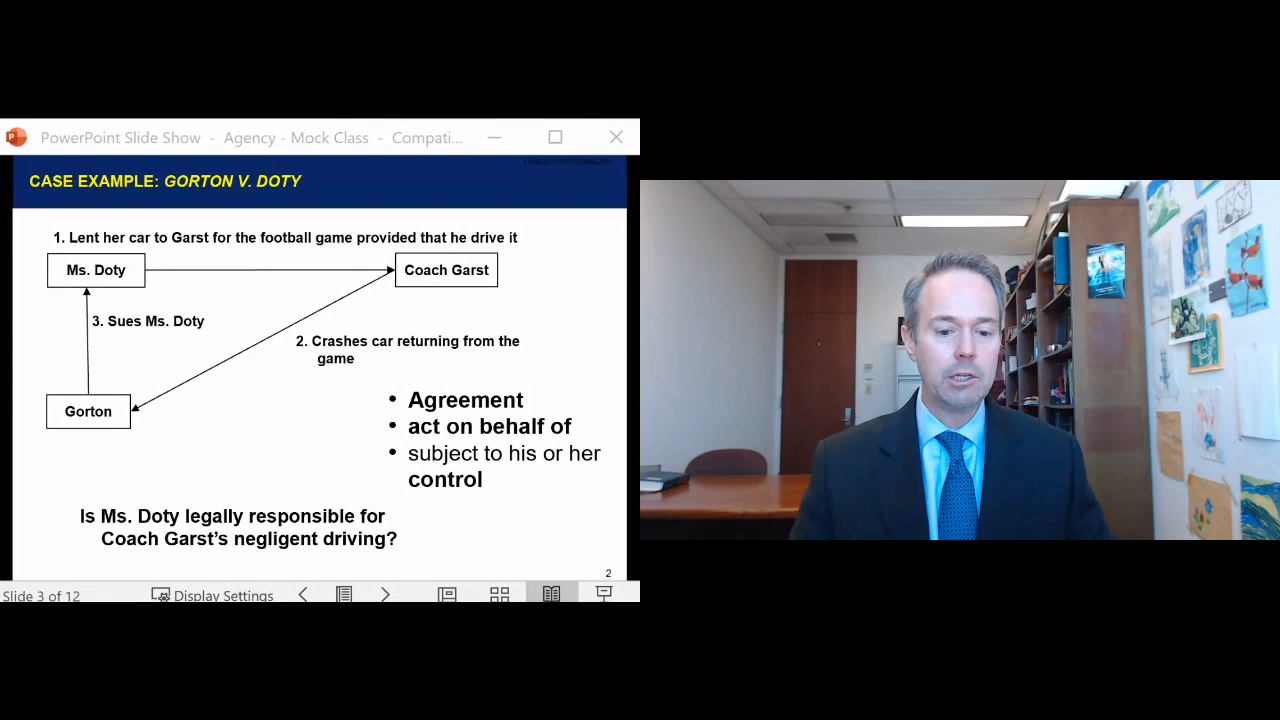 PowerPoint Slide Show - Agency - Mock Class - Compati...
CASE EXAMPLE: GORTON V. DOTY
1. Lent her car to Garst for the football game provided that he drive it
Ms. Doty
Coach Garst
3. Sues Ms. Doty
2. Crashes car returning from the
game
Gorton
• Agreement
• act on behalf of
• subject to his or her
control
Is Ms. Doty legally responsible for
Coach Garst's negligent driving?
2
Slide 3 of 12
Display Settings